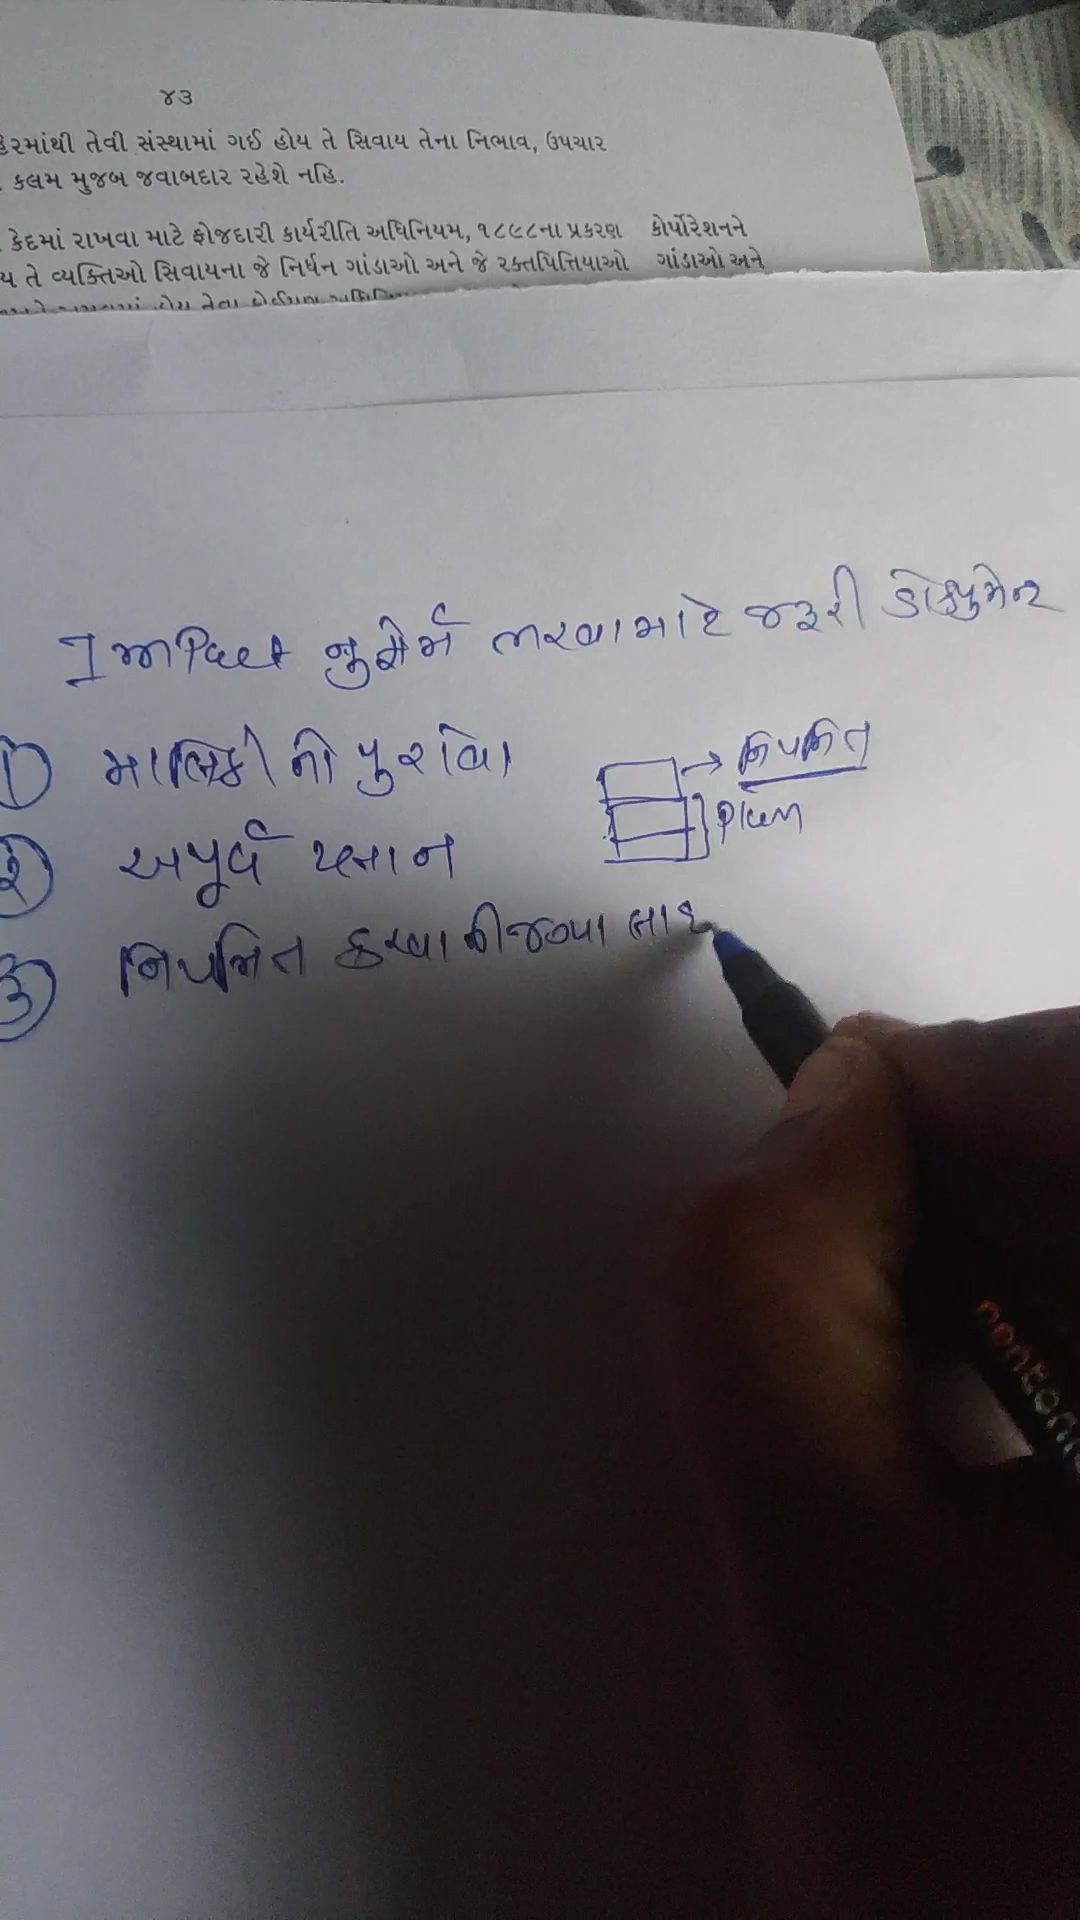 ૪૩
હેરમાંથી તેવી સંસ્થામાં ગઈ હોય તે સિવાય તેના નિભાવ, ઉપચાર
કલમ મુજબ જવાબદાર રહેશે નહિ.
કેદમાં રાખવા માટે ફોજદારી કાર્યરીતિ અધિનિયમ, ૧૮૯૮ના પ્રકરણ કોર્પોરેશનને
ય તે વ્યક્તિઓ સિવાયના જે નિર્ધન ગાંડાઓ અને જે રક્તપિત્તિયાઓ ગાંડાઓ અને
Impact નુ ફોર્મ ભરવા માટે જરૂરી ડોક્યુમેન્ટ
① માલિકી નો પુરાવો
→ નિયમિત
Plan
② અપૂર્વ પ્લાન
③ નિયમિત કરવા ની જગ્યા